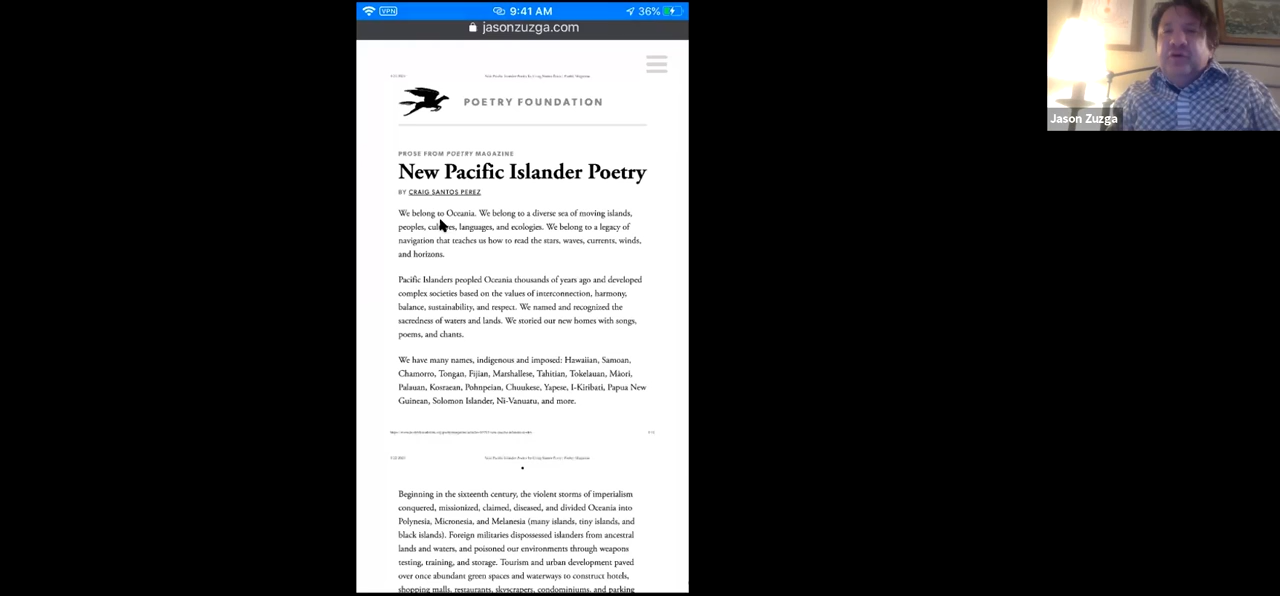 VPN 9:41 AM 36%
jasonzuzga.com
POETRY FOUNDATION
PROSE FROM POETRY MAGAZINE
New Pacific Islander Poetry
BY CRAIG SANTOS PEREZ
We belong to Oceania. We belong to a diverse sea of moving islands,
peoples, languages, and ecologies. We belong to a legacy of
navigation that teaches us how to read the stars, waves, currents, winds,
and horizons.
Pacific Islanders peopled Oceania thousands of years ago and developed
complex societies based on the values of interconnection, harmony,
balance, sustainability, and respect. We named and recognized the
sacredness of waters and lands. We storied our new homes with songs,
poems, and chants.
We have many names, indigenous and imposed: Hawaiian, Samoan,
Chamorro, Tongan, Fijian, Marshallese, Tahitian, Tokelauan, Māori,
Palauan, Kosraean, Pohnpeian, Chuukese, Yapese, I-Kiribati, Papua New
Guinean, Solomon Islander, Ni-Vanuatu, and more.
Beginning in the sixteenth century, the violent storms of imperialism
conquered, missionized, claimed, diseased, and divided Oceania into
Polynesia, Micronesia, and Melanesia (many islands, tiny islands, and
black islands). Foreign militaries dispossessed islanders from ancestral
lands and waters, and poisoned our environments through weapons
testing, training, and storage. Tourism and urban development paved
over once abundant green spaces and waterways to construct hotels,
shopping malls, restaurants, skyscrapers, condominiums, and parking
Jason Zuzga